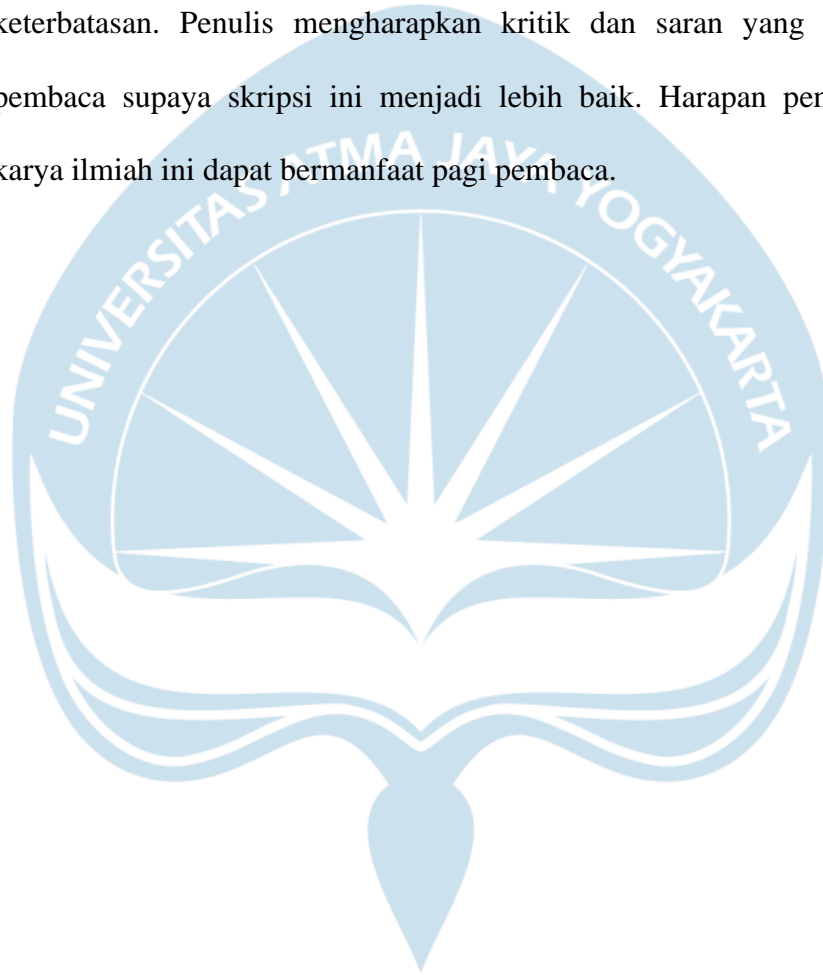 keterbatasan. Penulis mengharapkan kritik dan saran yang
pembaca supaya skripsi ini menjadi lebih baik. Harapan
karya ilmiah ini dapat bermanfaat pagi pembaca.
UNIVERSITAS ATMA JAYA YOGYAKARTA